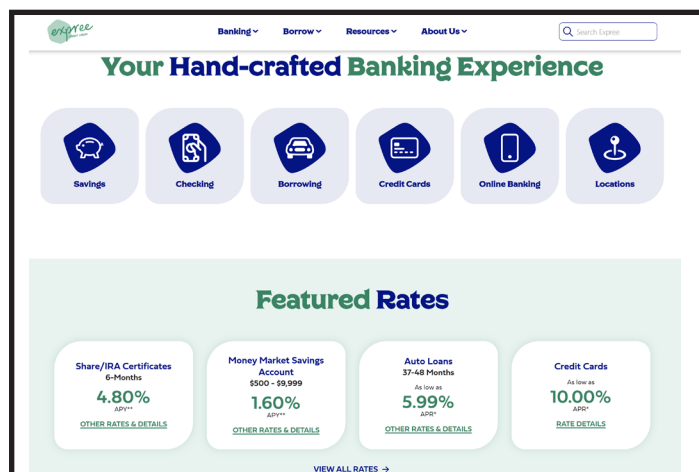 expree
CREDIT UNION
Banking Borrow Resources About Us Search Expree
Your Hand-crafted Banking Experience
Savings Checking Borrowing Credit Cards Online Banking Locations
Featured Rates
Share/IRA Certificates
6-Months
4.80%
APY**
OTHER RATES & DETAILS
Money Market Savings
Account
$500 - $9,999
1.60%
APY**
OTHER RATES & DETAILS
Auto Loans
37-48 Months
As low as
5.99%
APR*
OTHER RATES & DETAILS
Credit Cards
As low as
10.00%
APR*
RATE DETAILS
VIEW ALL RATES →